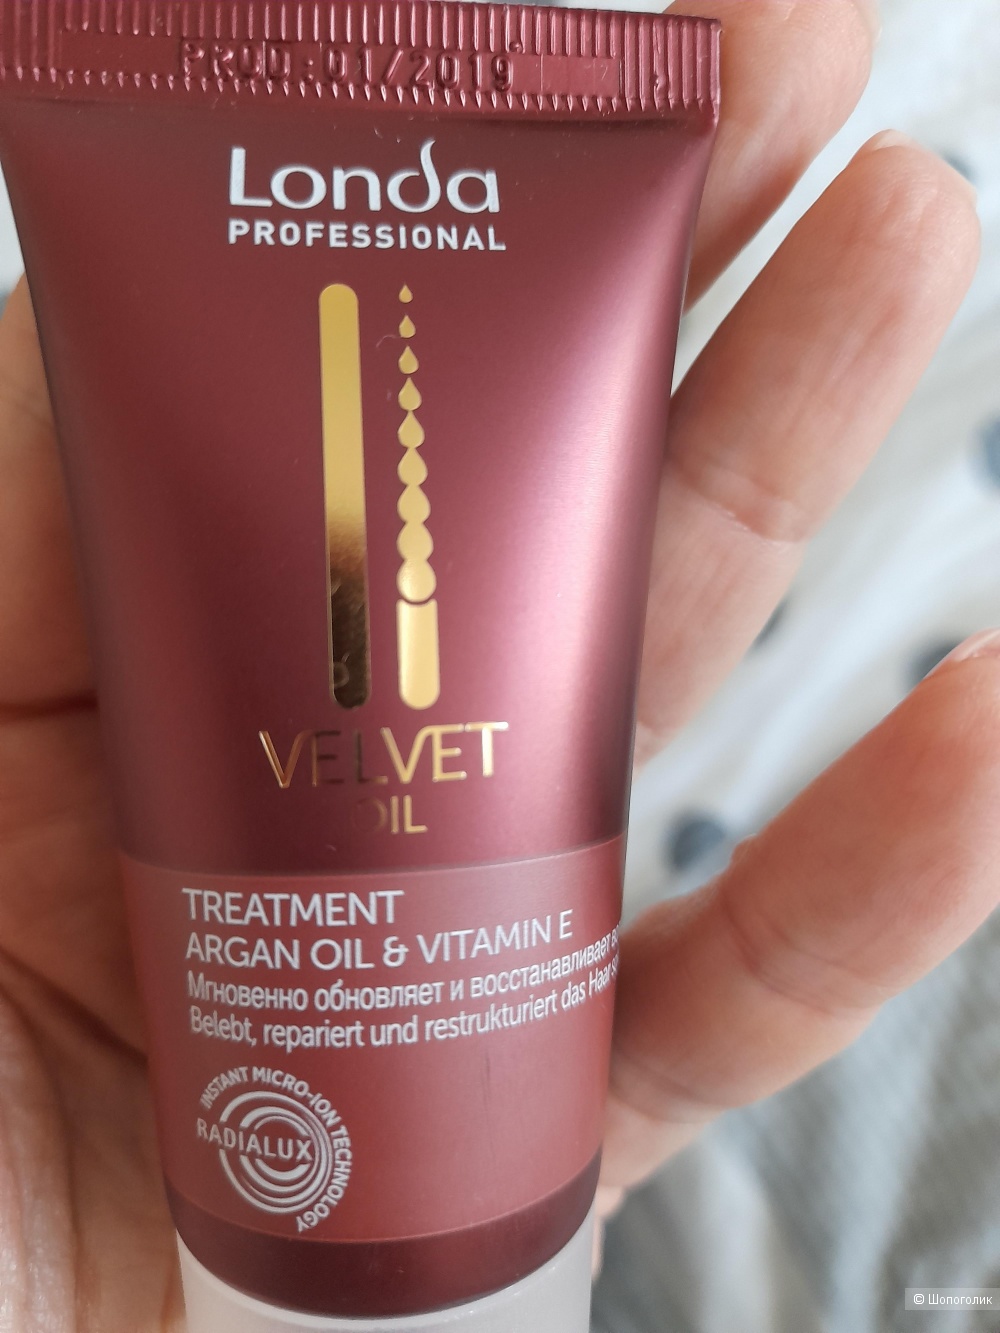 PROD:01/2019
Londa
PROFESSIONAL
VELVET
OIL
TREATMENT
ARGAN OIL & VITAMIN E
Мгновенно обновляет и восстанавливает
Belebt, repariert und restrukturiert das Haar
INSTANT MICRO-ION TECHNOLOGY
RADIALUX
© Шопоголик